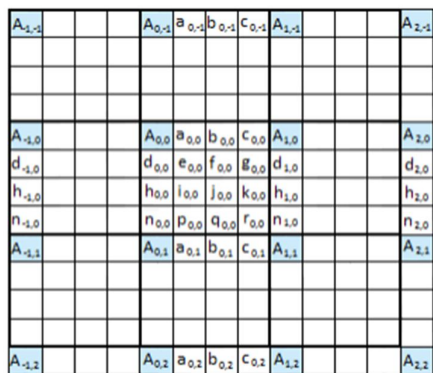 A-1,-1 A0,-1 a0,-1 b0,-1 c0,-1 A1,-1 A2,-1
A-1,0 A0,0 a0,0 b0,0 c0,0 A1,0 A2,0
d-1,0 d0,0 e0,0 f0,0 g0,0 d1,0 d2,0
h-1,0 h0,0 i0,0 j0,0 k0,0 h1,0 h2,0
n-1,0 n0,0 p0,0 q0,0 r0,0 n1,0 n2,0
A-1,1 A0,1 a0,1 b0,1 c0,1 A1,1 A2,1
A-1,2 A0,2 a0,2 b0,2 c0,2 A1,2 A2,2